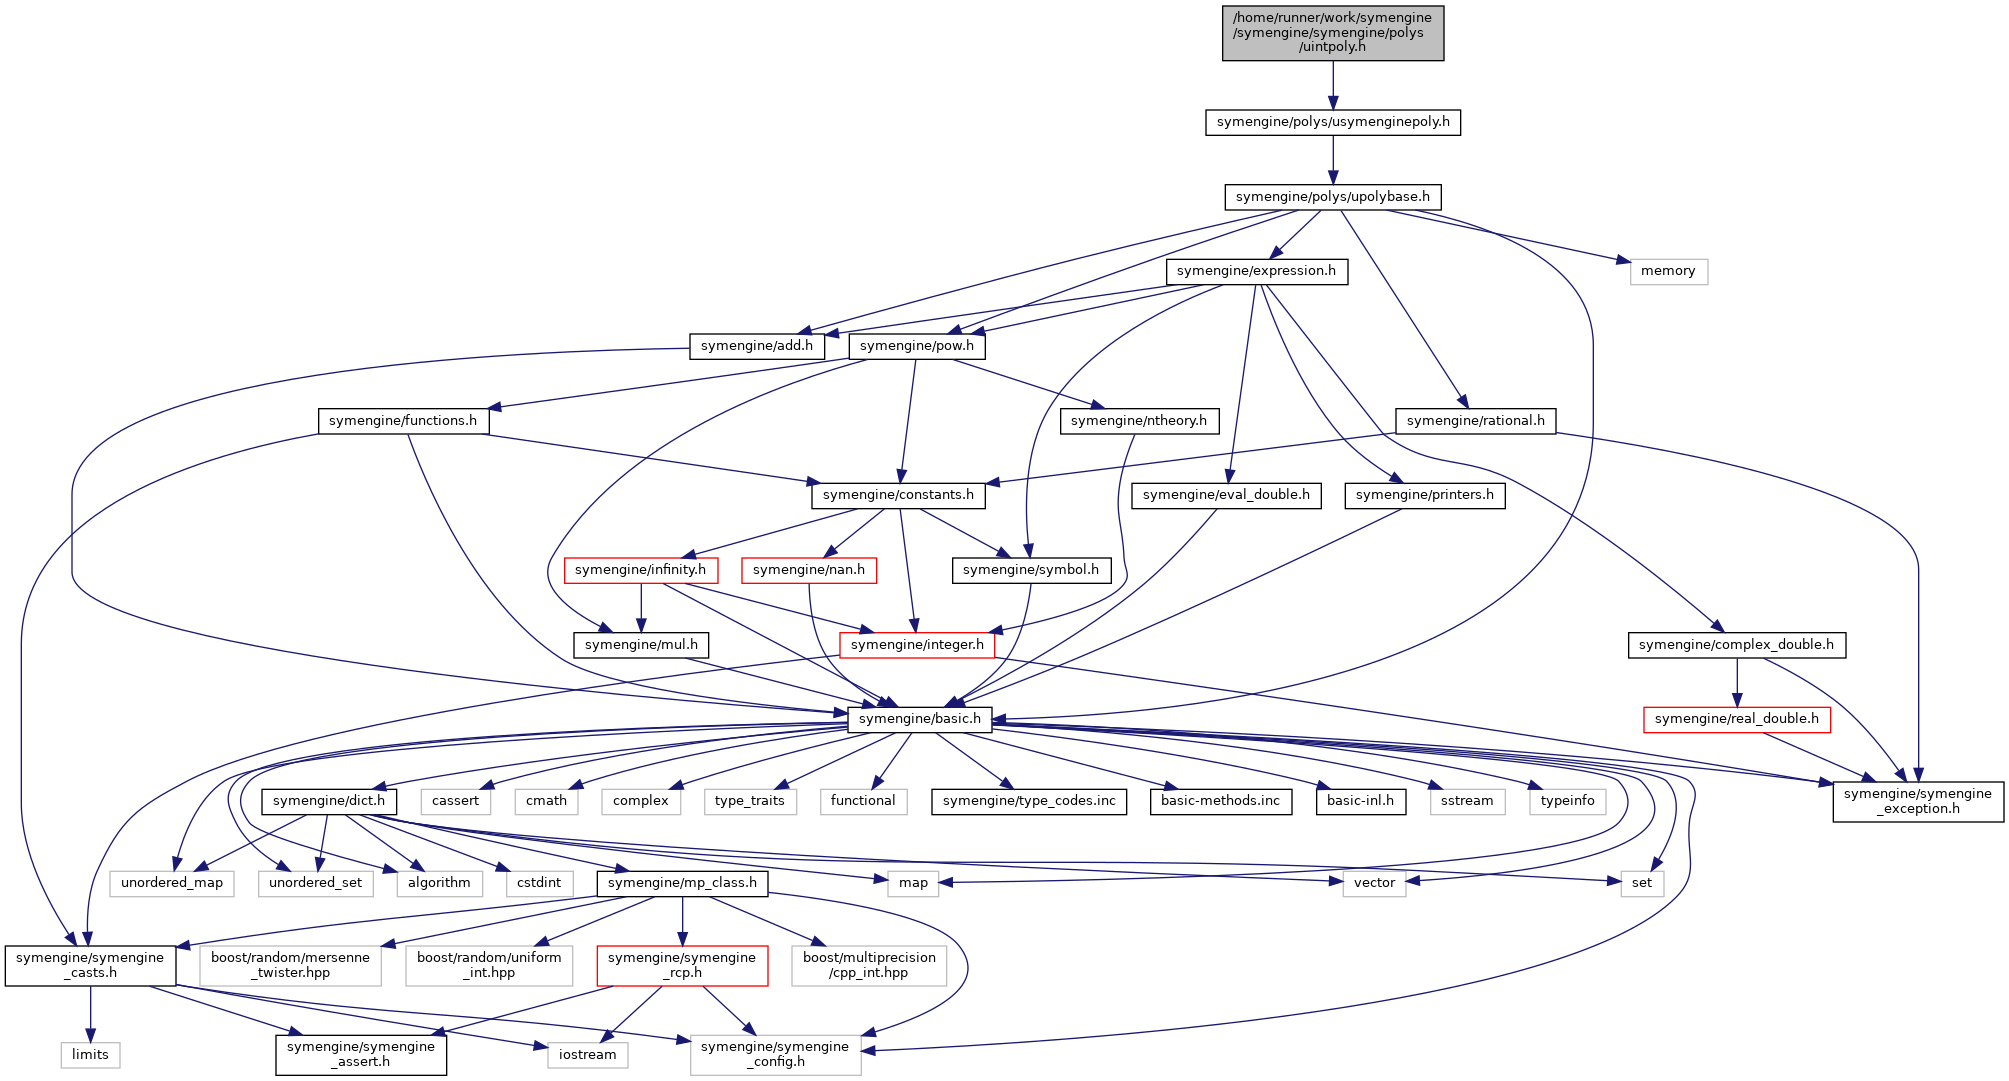 /home/runner/work/symengine
/symengine/symengine/polys
/uintpoly.h
symengine/polys/usymenginepoly.h
symengine/polys/upolybase.h
symengine/expression.h
memory
symengine/add.h
symengine/pow.h
symengine/functions.h
symengine/ntheory.h
symengine/rational.h
symengine/constants.h
symengine/eval_double.h
symengine/printers.h
symengine/infinity.h
symengine/nan.h
symengine/symbol.h
symengine/mul.h
symengine/integer.h
symengine/complex_double.h
symengine/basic.h
symengine/real_double.h
symengine/dict.h
cassert
cmath
complex
type_traits
functional
symengine/type_codes.inc
basic-methods.inc
basic-inl.h
sstream
typeinfo
symengine/symengine
_exception.h
unordered_map
unordered_set
algorithm
cstdint
symengine/mp_class.h
map
vector
set
symengine/symengine
_casts.h
boost/random/mersenne
_twister.hpp
boost/random/uniform
_int.hpp
symengine/symengine
_rcp.h
boost/multiprecision
/cpp_int.hpp
limits
symengine/symengine
_assert.h
iostream
symengine/symengine
_config.h